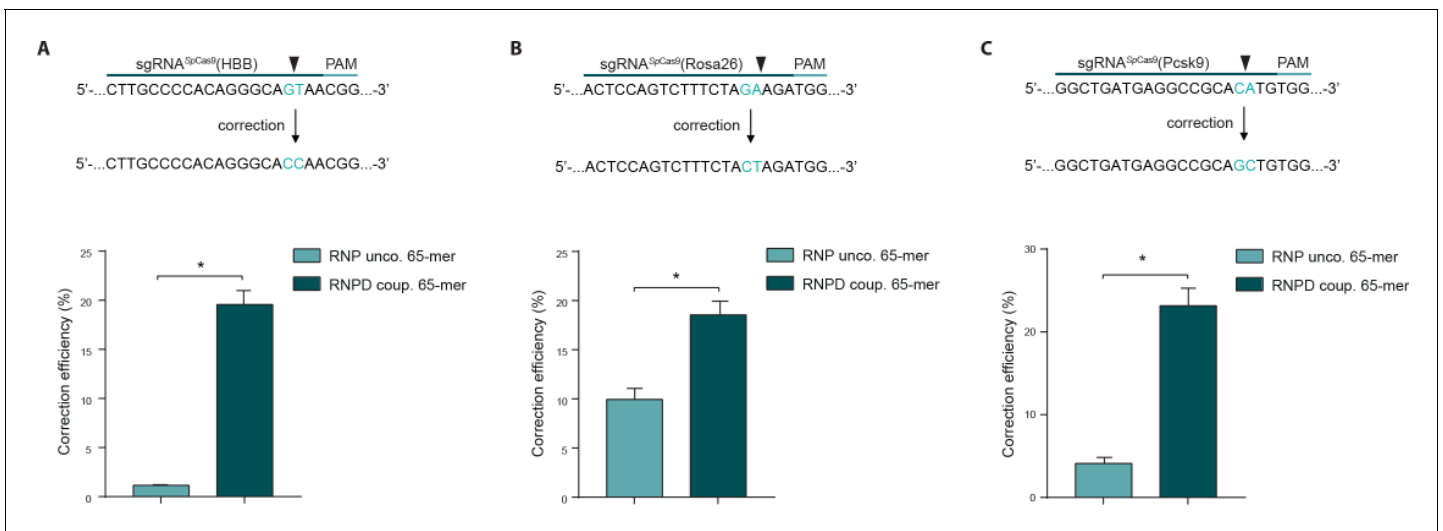 A
sgRNA^SpCas9(HBB) PAM
5'-...CTTGCCCCACAGGGCAGTAACGG...-3'
correction
5'-...CTTGCCCCACAGGGCACCAACGG...-3'
25
20
15
10
5
0
Correction efficiency (%)
*
RNP unco. 65-mer
RNPD coup. 65-mer
B
sgRNA^SpCas9(Rosa26) PAM
5'-...ACTCCAGTCTTTCTAGAAGATGG...-3'
correction
5'-...ACTCCAGTCTTTCTACTAGATGG...-3'
25
20
15
10
5
0
Correction efficiency (%)
*
RNP unco. 65-mer
RNPD coup. 65-mer
C
sgRNA^SpCas9(Pcsk9) PAM
5'-...GGCTGATGAGGCCGCACATGTGG...-3'
correction
5'-...GGCTGATGAGGCCGCAGCTGTGG...-3'
30
20
10
0
Correction efficiency (%)
*
RNP unco. 65-mer
RNPD coup. 65-mer